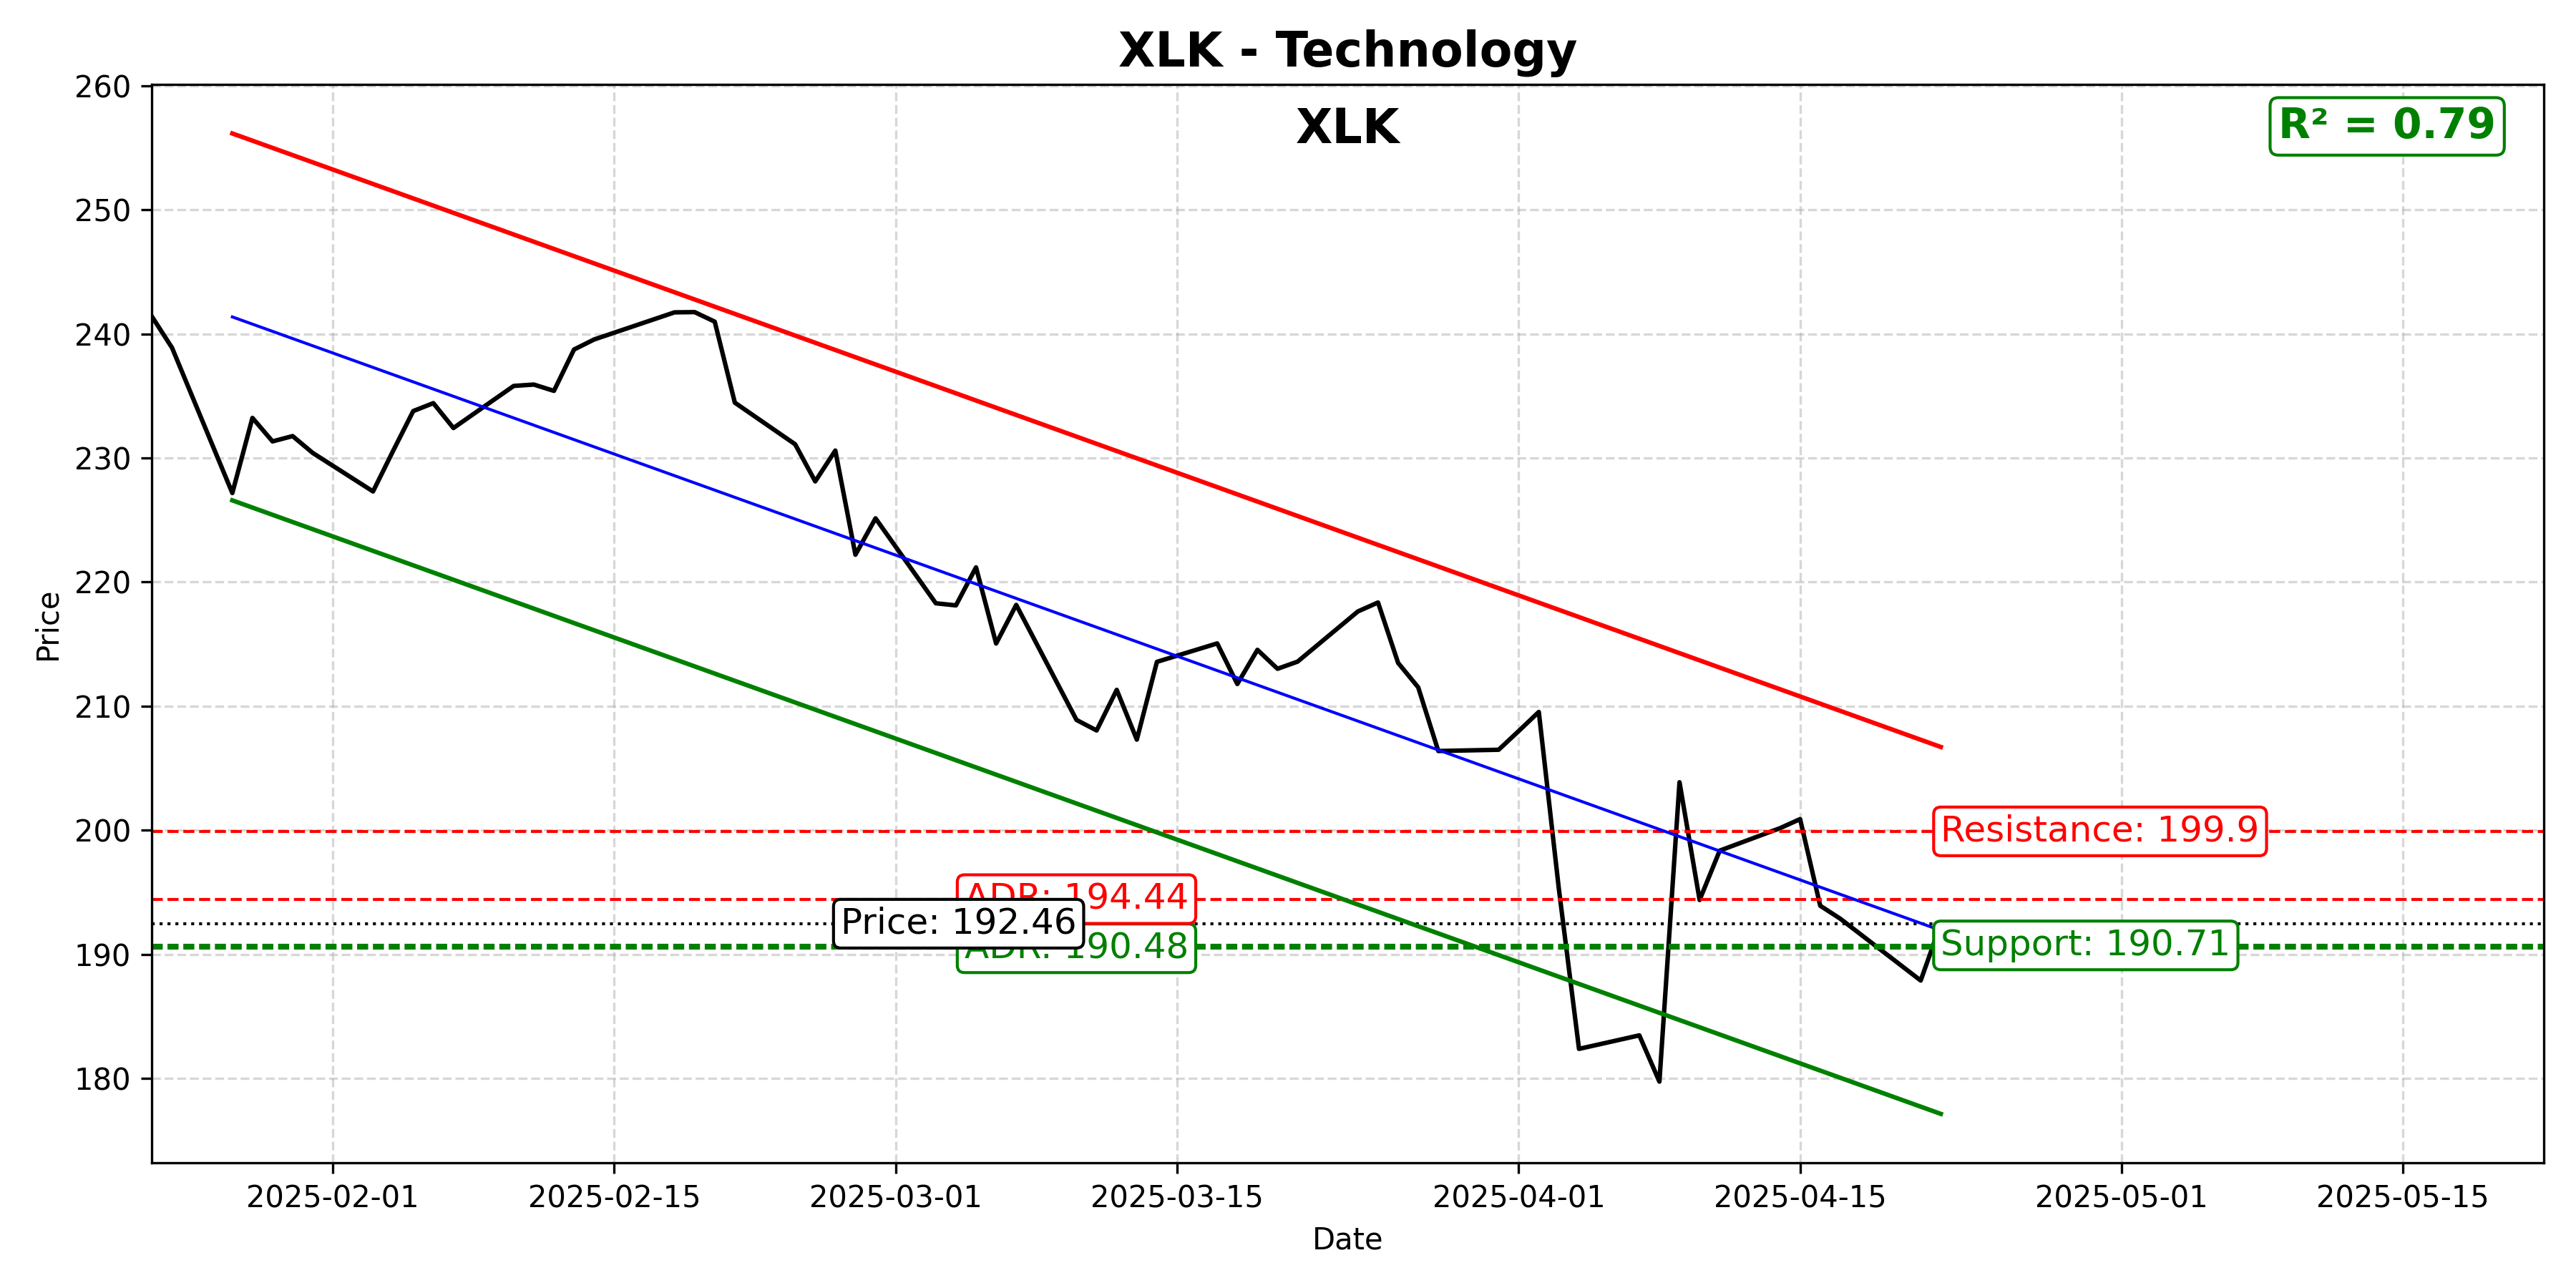 XLK - Technology
XLK
R² = 0.79
260
250
240
230
220
210
200
190
180
Price
Resistance: 199.9
ADR: 194.44
Price: 192.46
ADR: 190.48
Support: 190.71
2025-02-01
2025-02-15
2025-03-01
2025-03-15
2025-04-01
2025-04-15
2025-05-01
2025-05-15
Date